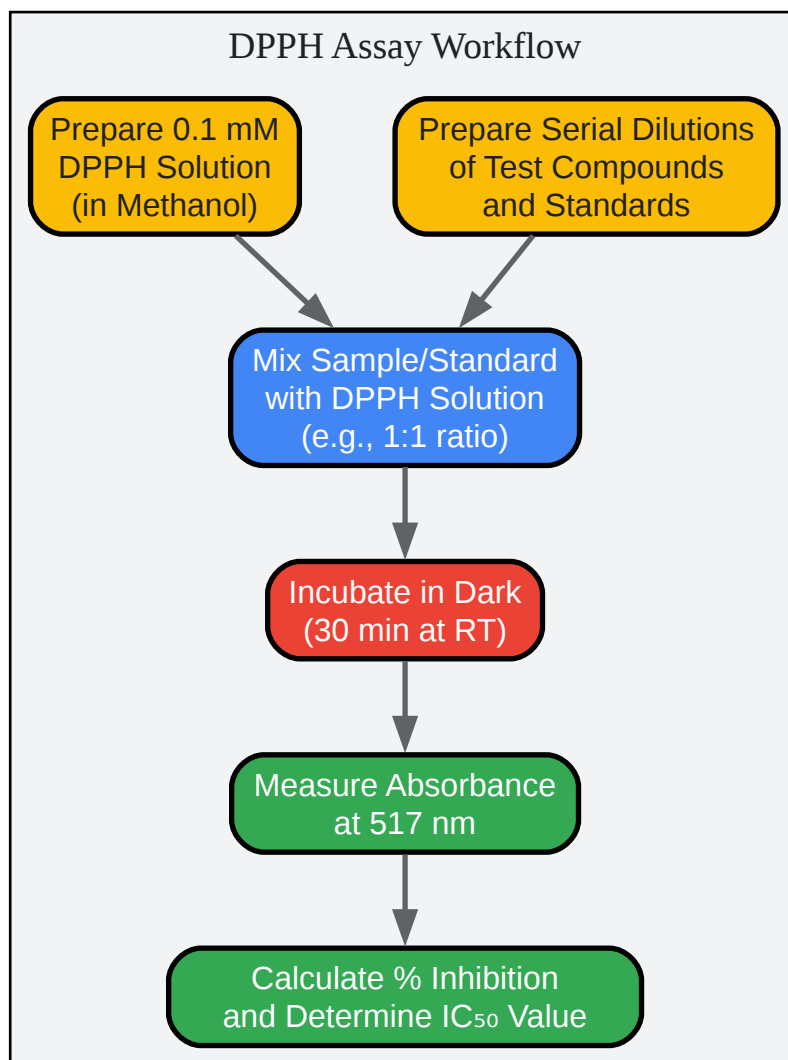 DPPH Assay Workflow
Prepare 0.1 mM
DPPH Solution
(in Methanol)
Prepare Serial Dilutions
of Test Compounds
and Standards
Mix Sample/Standard
with DPPH Solution
(e.g., 1:1 ratio)
Incubate in Dark
(30 min at RT)
Measure Absorbance
at 517 nm
Calculate % Inhibition
and Determine IC₅₀ Value